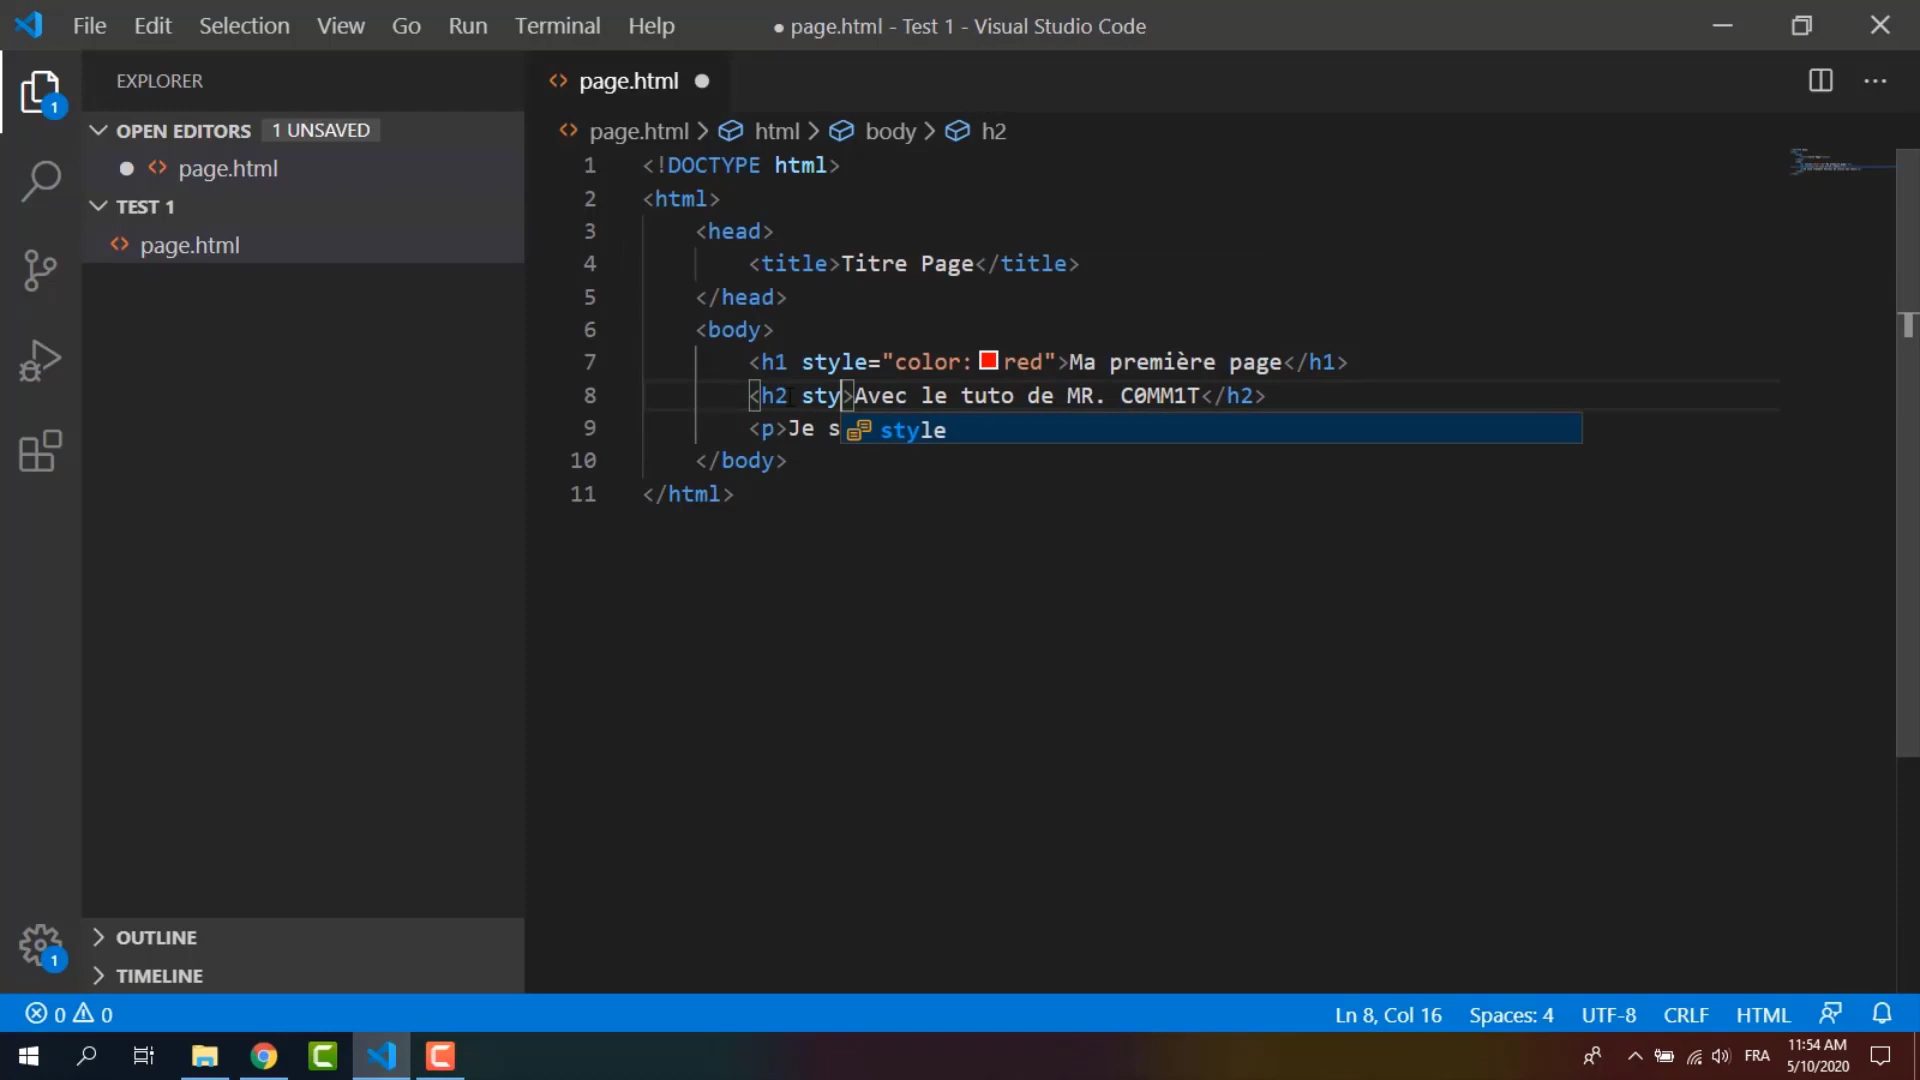 File Edit Selection View Go Run Terminal Help ● page.html - Test 1 - Visual Studio Code
EXPLORER
OPEN EDITORS 1 UNSAVED
page.html
TEST 1
page.html
OUTLINE
TIMELINE
1
1
page.html
page.html html body h2
1 <!DOCTYPE html>
2 <html>
3 <head>
4 <title>Titre Page</title>
5 </head>
6 <body>
7 <h1 style="color:red">Ma première page</h1>
8 <h2 sty>Avec le tuto de MR. C0MM1T</h2>
9 <p>Je s
style
10 </body>
11 </html>
0 0 Ln 8, Col 16 Spaces: 4 UTF-8 CRLF HTML
FRA 11:54 AM
5/10/2020